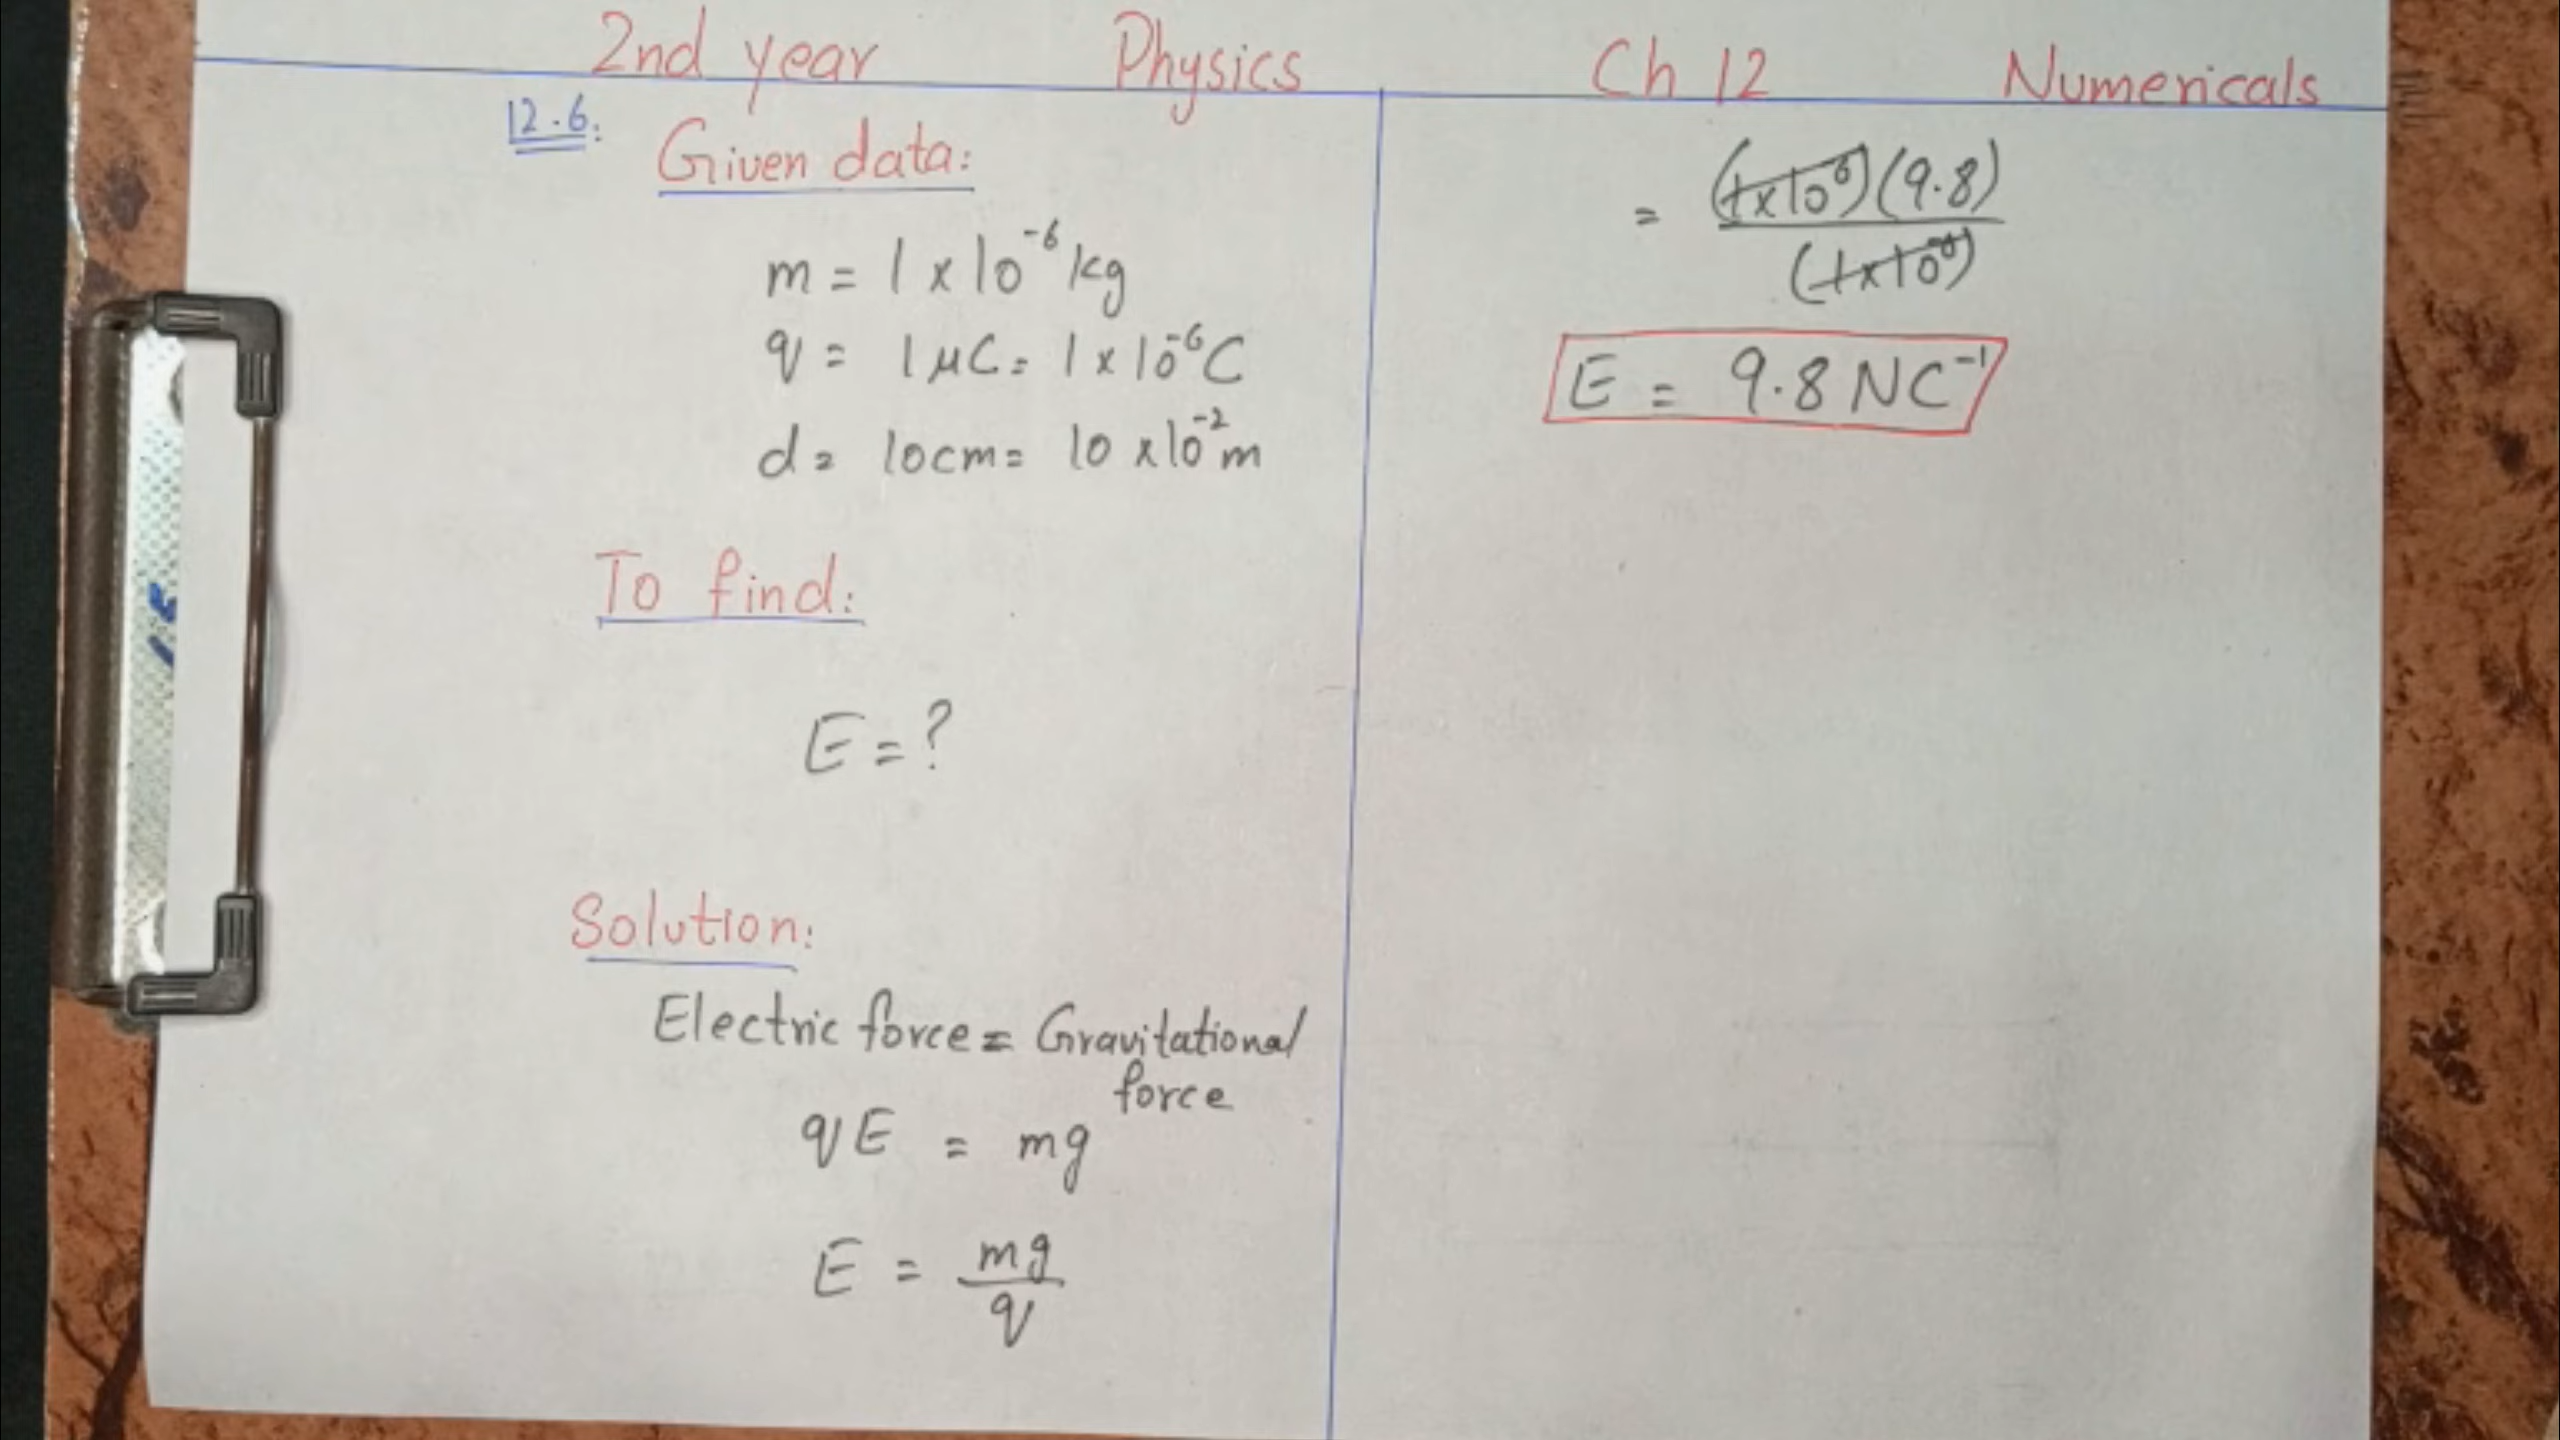 2nd year Physics Ch 12 Numericals
12.6:
Given data:
m = 1 x 10⁻⁶ kg
q = 1 μC = 1 x 10⁻⁶ C
d = 10cm = 10 x 10⁻² m
To find:
E = ?
Solution:
Electric force = Gravitational
force
qE = mg
E = mg/q
= (1x10⁻⁶)(9.8)/(1x10⁻⁶)
E = 9.8 NC⁻¹